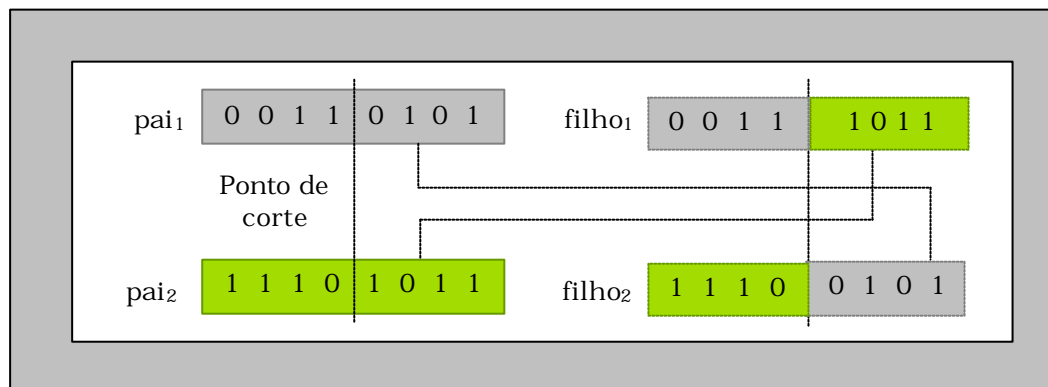 pai₁ 0 0 1 1 0 1 0 1 filho₁ 0 0 1 1 1 0 1 1
Ponto de
corte
pai₂ 1 1 1 0 1 0 1 1 filho₂ 1 1 1 0 0 1 0 1